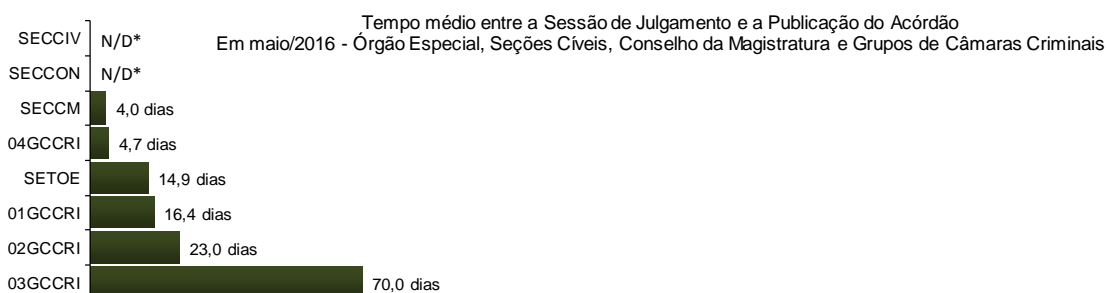 Tempo médio entre a Sessão de Julgamento e a Publicação do Acórdão
Em maio/2016 - Órgão Especial, Seções Cíveis, Conselho da Magistratura e Grupos de Câmaras Criminais
SECCIV N/D*
SECCON N/D*
SECCM 4,0 dias
04GCCRI 4,7 dias
SETOE 14,9 dias
01GCCRI 16,4 dias
02GCCRI 23,0 dias
03GCCRI 70,0 dias